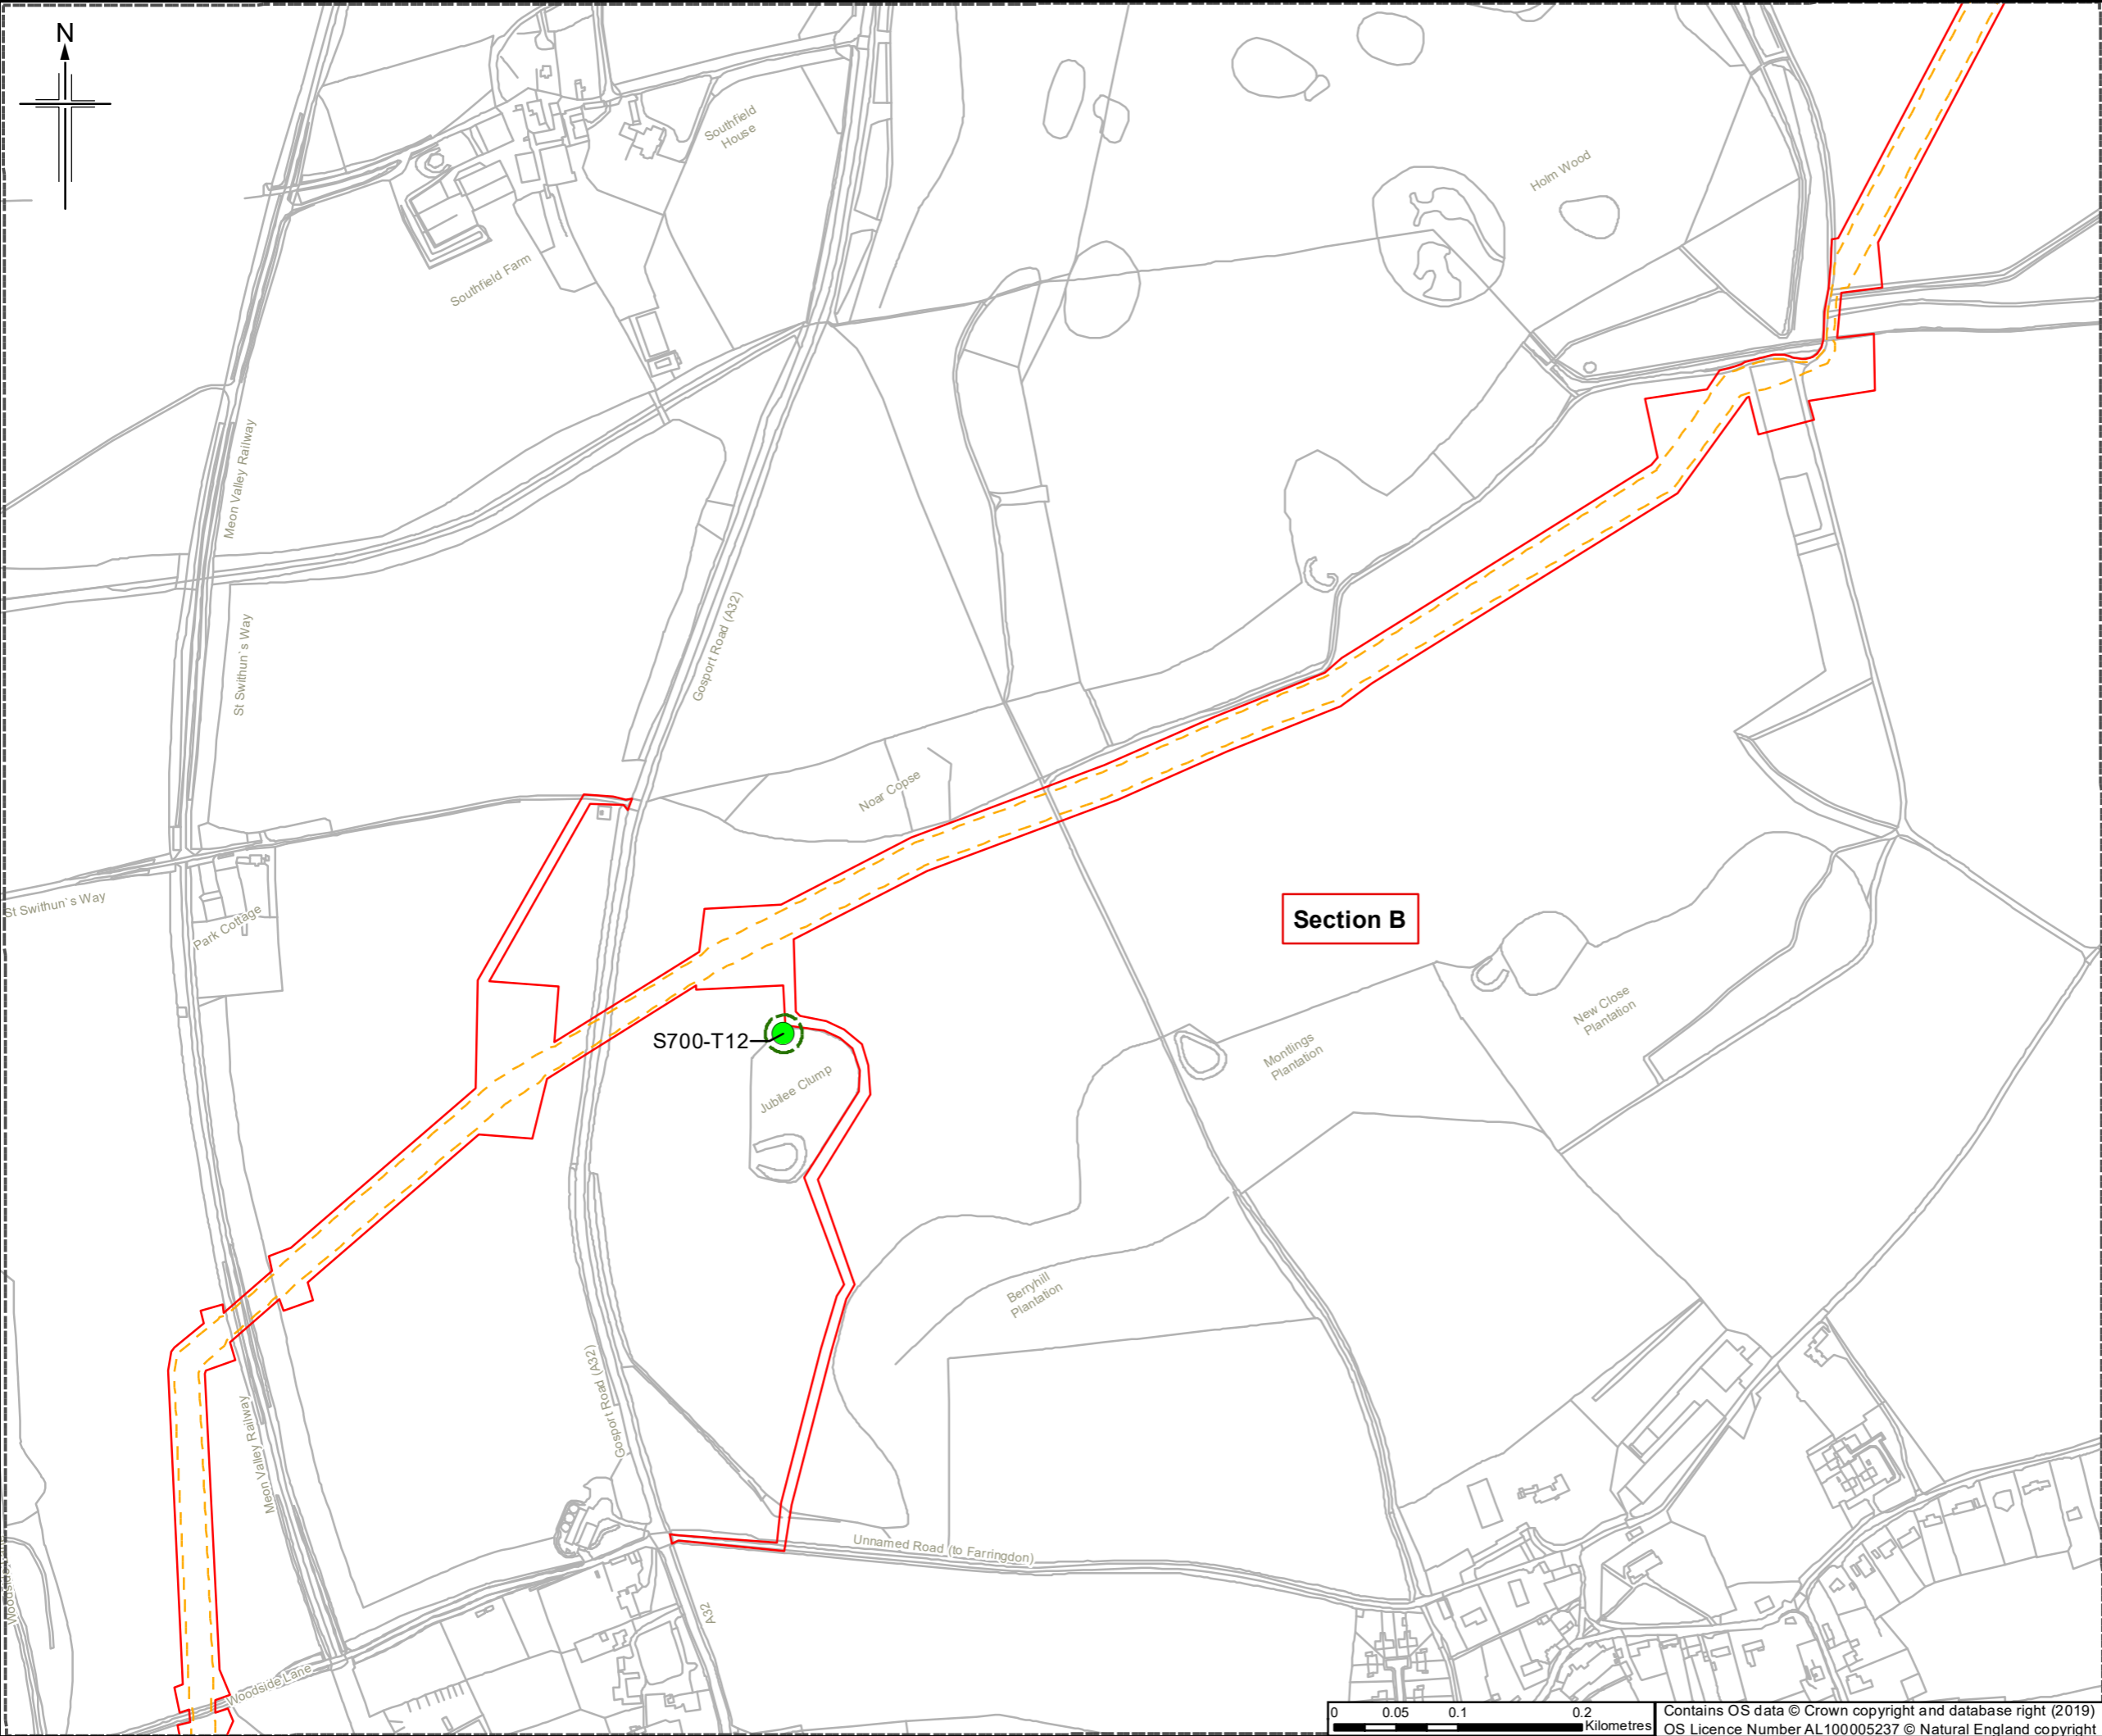 N
Southfield
House
Holm Wood
Southfield Farm
Meon Valley Railway
St Swithun`s Way
Gosport Road (A32)
Noar Copse
St Swithun`s Way
Park Cottage
Section B
S700-T12
Jubilee Clump
New Close
Plantation
Montlings
Plantation
Berryhill
Plantation
Gosport Road (A32)
Meon Valley Railway
Unnamed Road (to Farringdon)
A32
Woodside Lane
0 0.05 0.1 0.2
Kilometres
Contains OS data © Crown copyright and database right (2019)
OS Licence Number AL100005237 © Natural England copyright